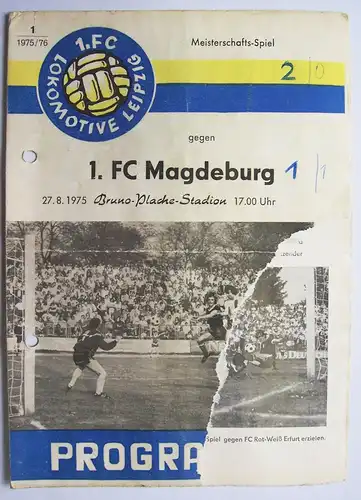 1
1975/76
1. FC LOKOMOTIVE LEIPZIG
Meisterschafts-Spiel
2 / 0
gegen
1. FC Magdeburg 1 / 1
27. 8. 1975 Bruno-Plache-Stadion 17.00 Uhr
Spiel gegen FC Rot-Weiß Erfurt erzielen.
PROGRA